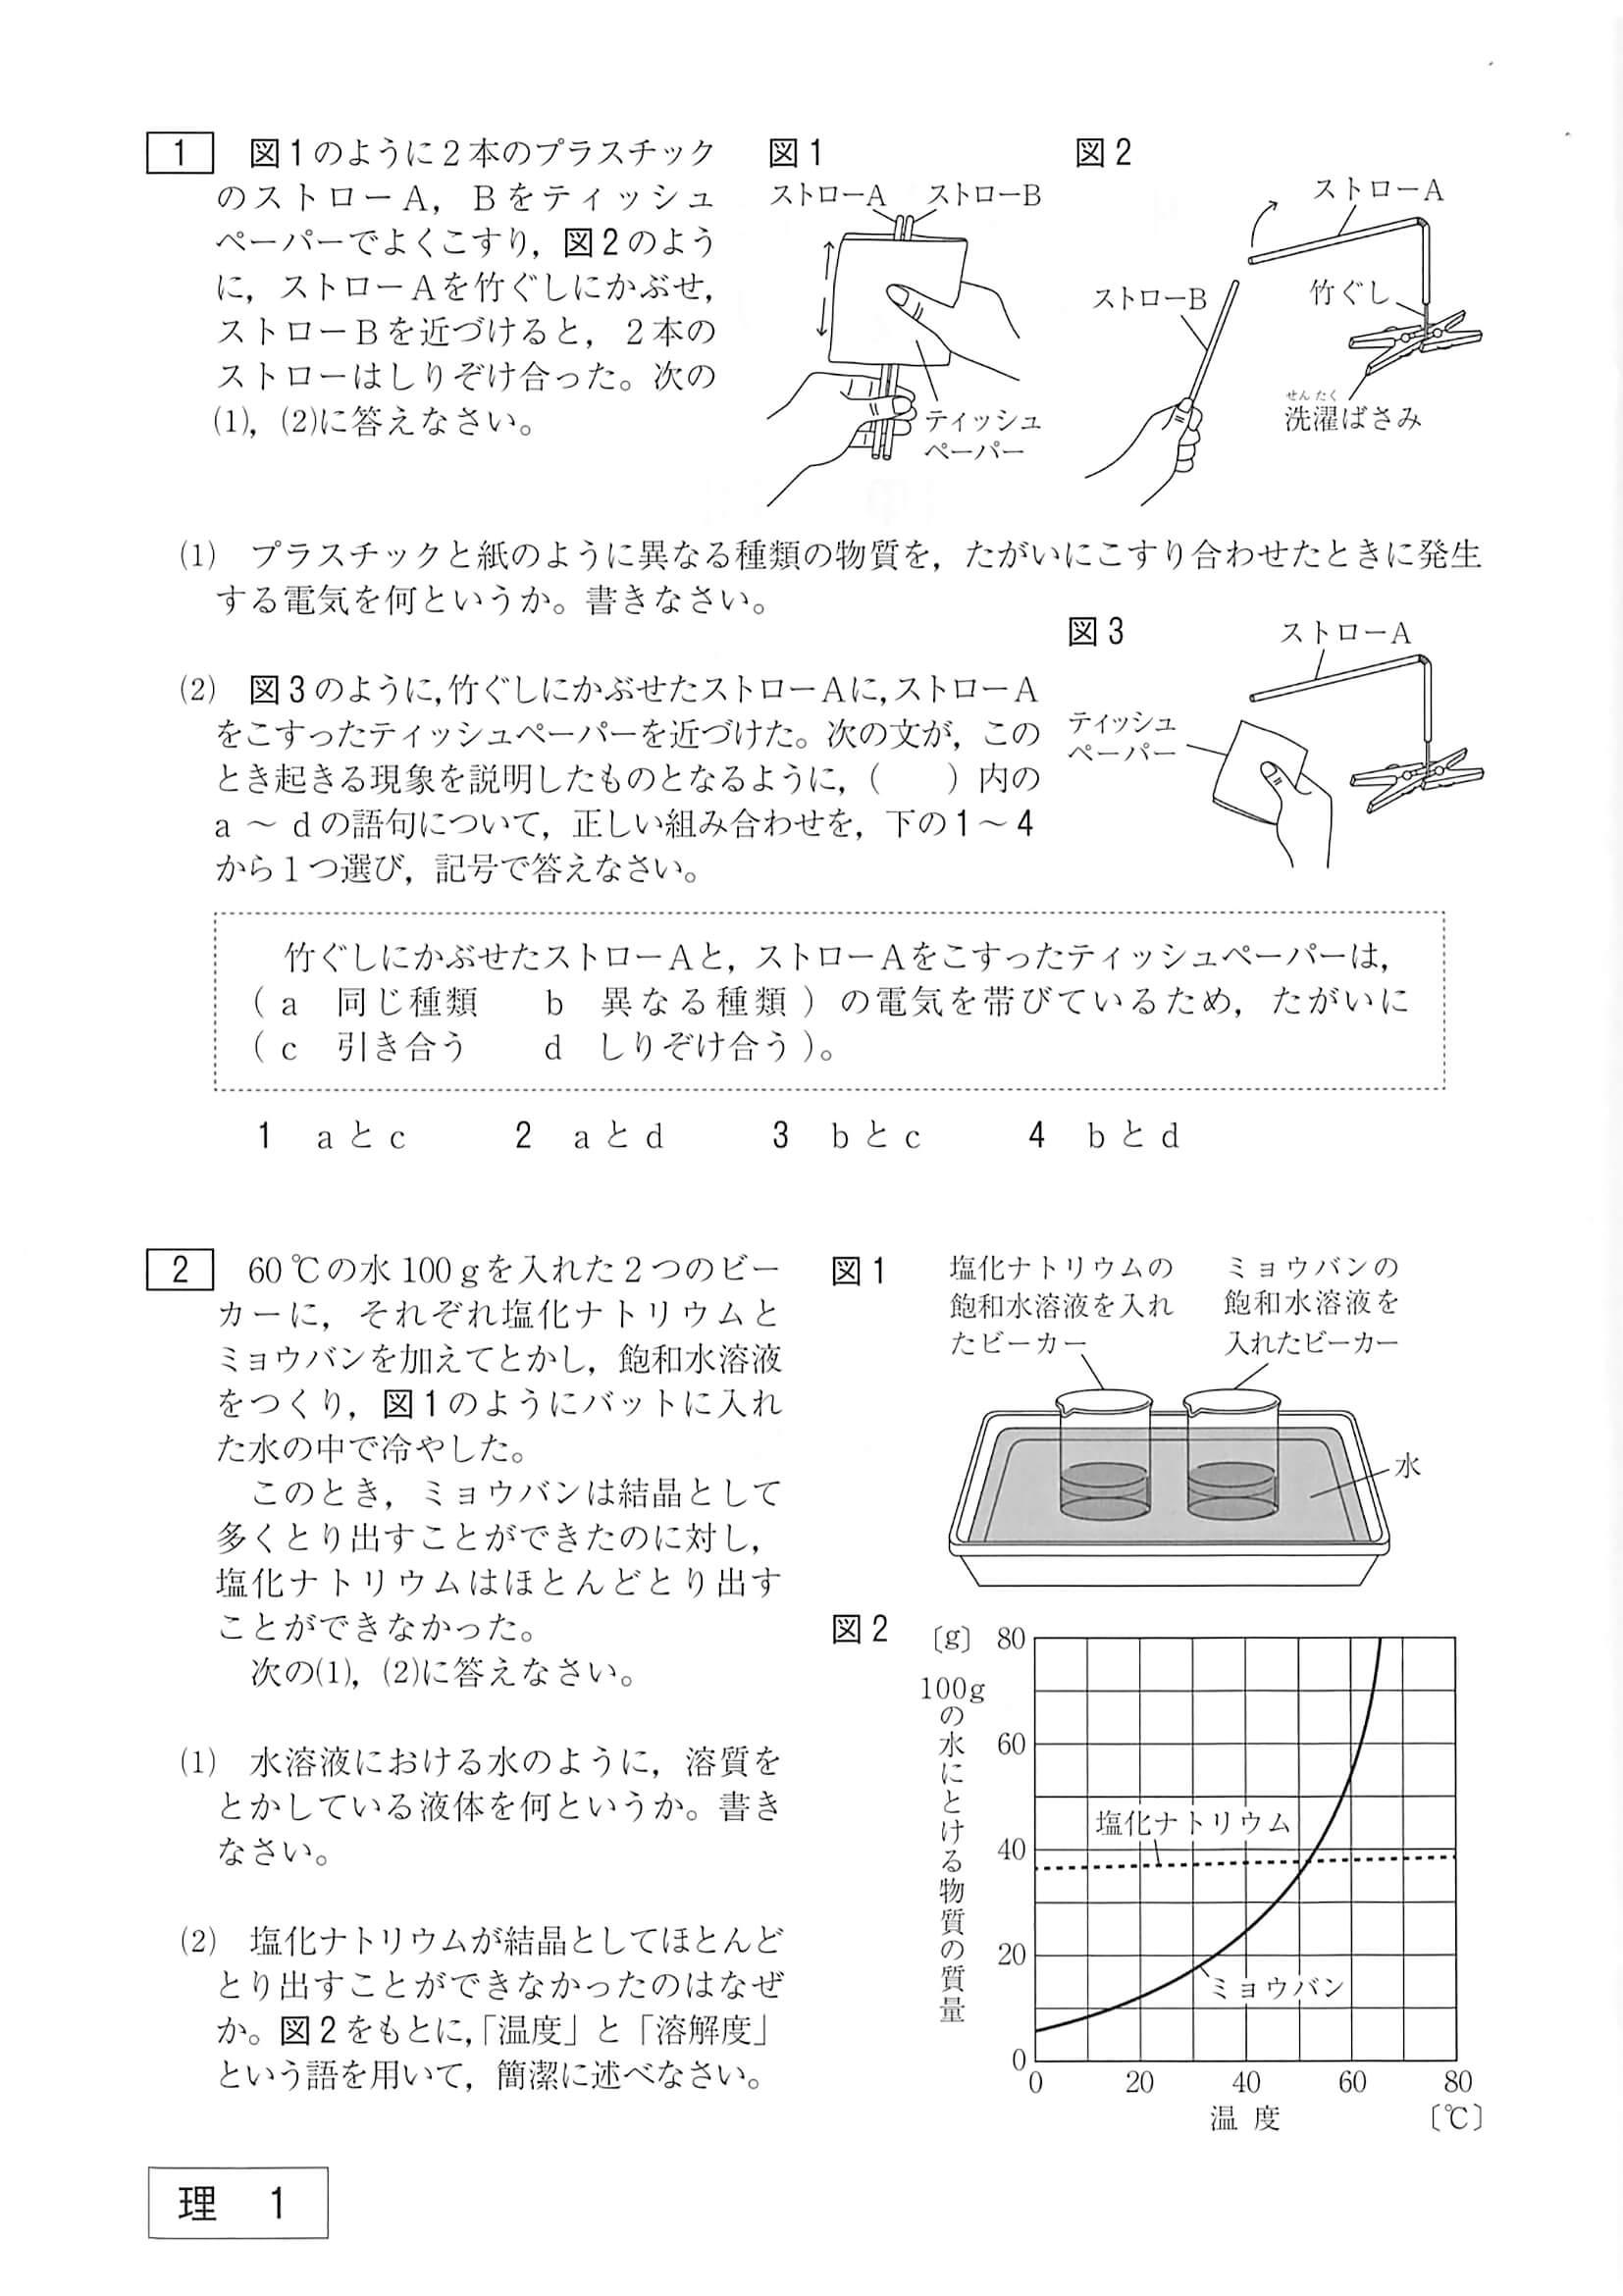 1 図1のように2本のプラスチック
のストローA，Bをティッシュ
ペーパーでよくこすり，図2のよう
に，ストローAを竹ぐしにかぶせ，
ストローBを近づけると，2本の
ストローはしりぞけ合った。次の
(1)，(2)に答えなさい。
図1
ストローA ストローB
ティッシュ
ペーパー
図2
ストローA
ストローB
竹ぐし
せんたく
洗濯ばさみ
(1) プラスチックと紙のように異なる種類の物質を，たがいにこすり合わせたときに発生
する電気を何というか。書きなさい。
(2) 図3のように，竹ぐしにかぶせたストローAに，ストローA
をこすったティッシュペーパーを近づけた。次の文が，この
とき起きる現象を説明したものとなるように，（　　）内の
a～dの語句について，正しい組み合わせを，下の1～4
から1つ選び，記号で答えなさい。
図3
ストローA
ティッシュ
ペーパー
竹ぐしにかぶせたストローAと，ストローAをこすったティッシュペーパーは，
（a 同じ種類　b 異なる種類）の電気を帯びているため，たがいに
（c 引き合う　d しりぞけ合う）。
1 aとc　2 aとd　3 bとc　4 bとd
2 60℃の水100gを入れた2つのビー
カーに，それぞれ塩化ナトリウムと
ミョウバンを加えてとかし，飽和水溶液
をつくり，図1のようにバットに入れ
た水の中で冷やした。
このとき，ミョウバンは結晶として
多くとり出すことができたのに対し，
塩化ナトリウムはほとんどとり出す
ことができなかった。
次の(1)，(2)に答えなさい。
(1) 水溶液における水のように，溶質を
とかしている液体を何というか。書き
なさい。
(2) 塩化ナトリウムが結晶としてほとんど
とり出すことができなかったのはなぜ
か。図2をもとに，「温度」と「溶解度」
という語を用いて，簡潔に述べなさい。
図1
塩化ナトリウムの
飽和水溶液を入れ
たビーカー
ミョウバンの
飽和水溶液を
入れたビーカー
水
図2
〔g〕
100gの水にとける物質の質量
80
60
40
20
0
塩化ナトリウム
ミョウバン
0 20 40 60 80
温度 〔℃〕
理 1